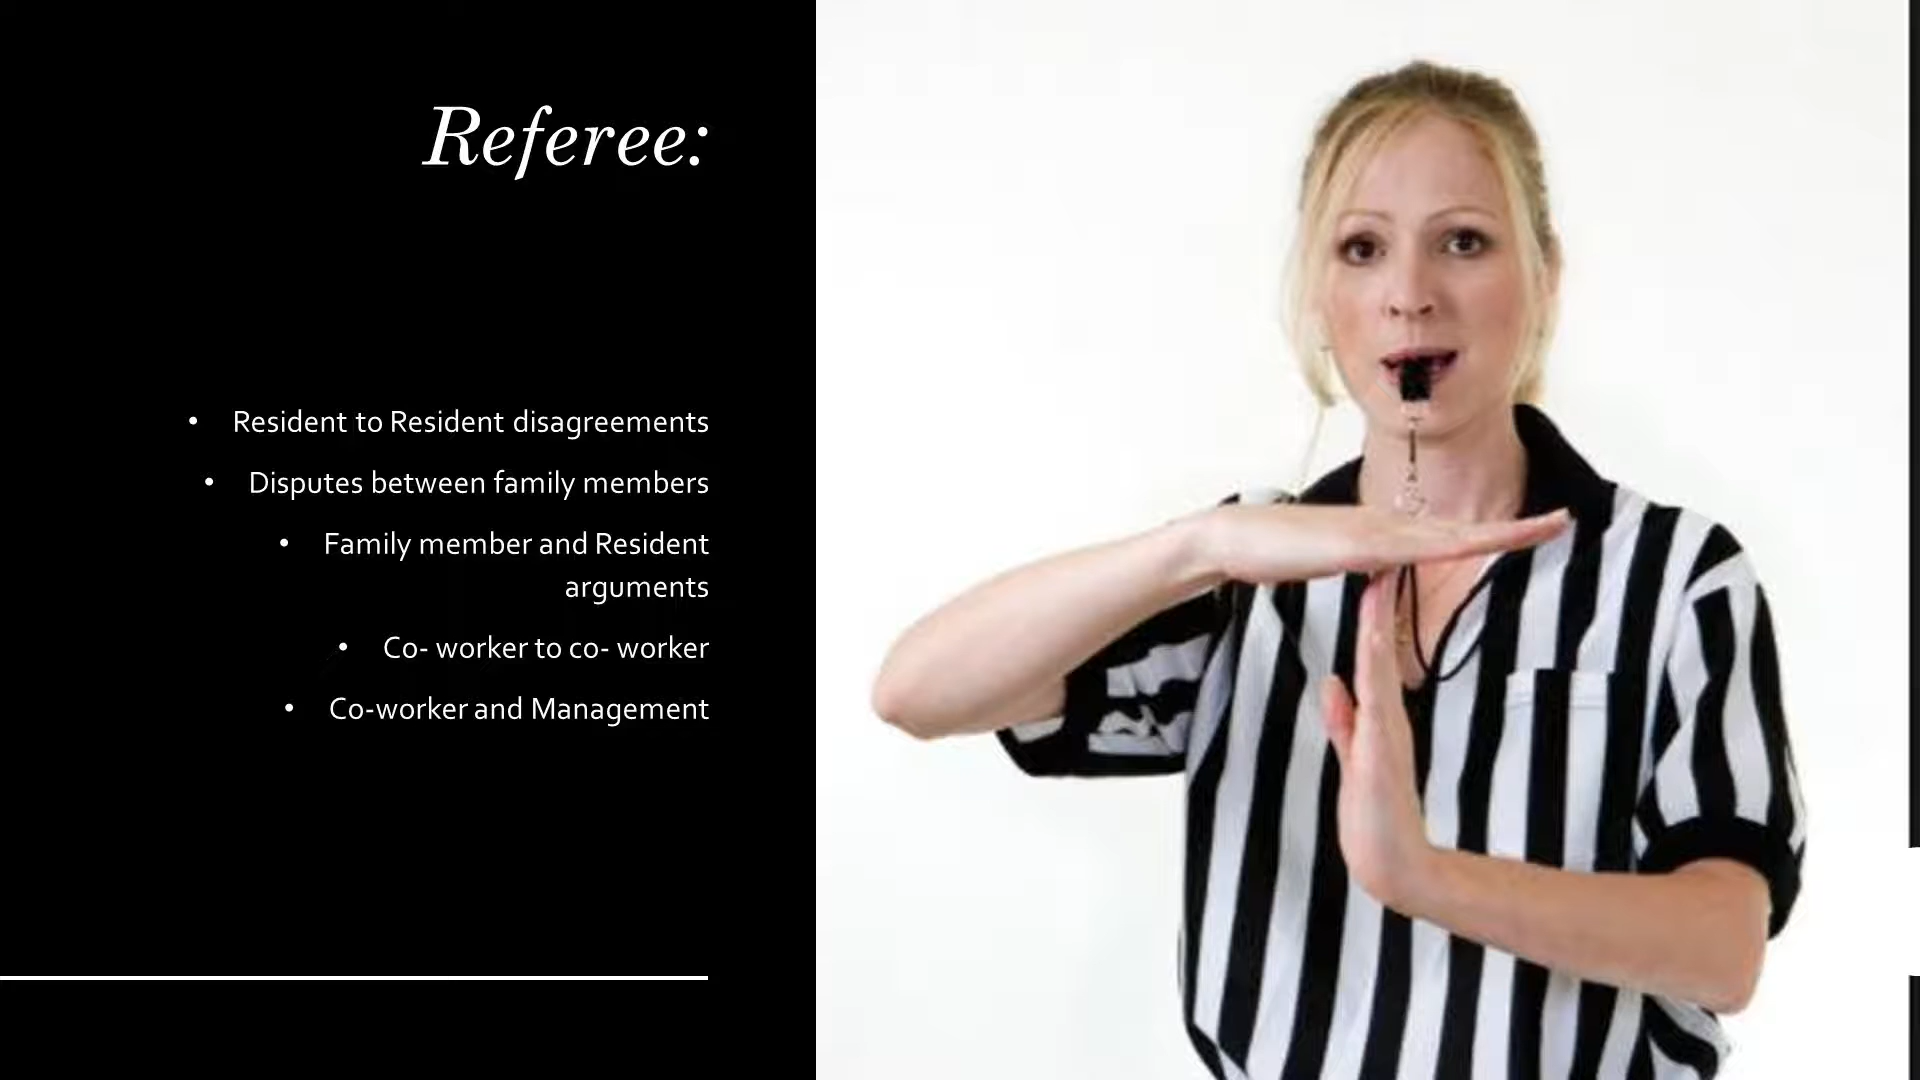 Referee:
• Resident to Resident disagreements
• Disputes between family members
• Family member and Resident
arguments
• Co- worker to co- worker
• Co-worker and Management